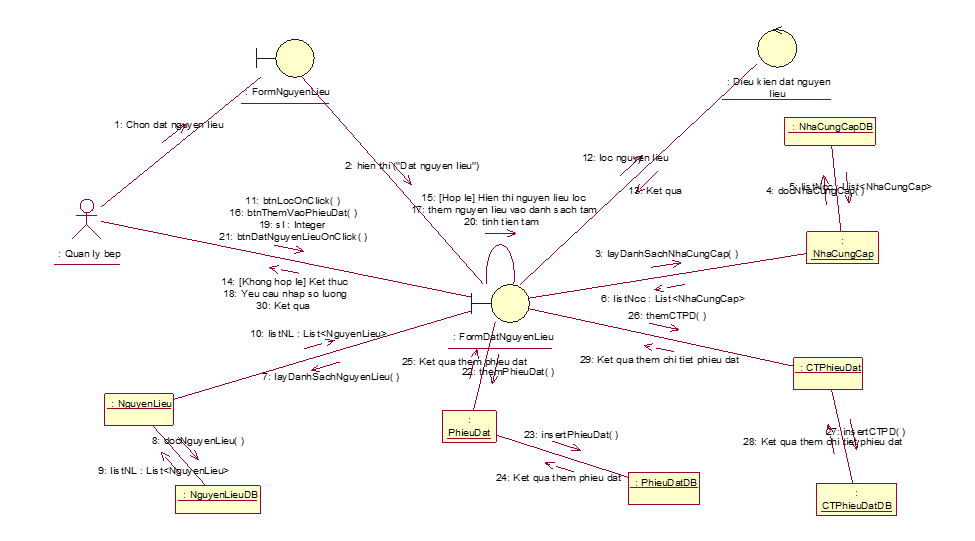 : FormNguyenLieu
: Dieu kien dat nguyen
lieu
1: Chon dat nguyen lieu
: NhaCungCapDB
2: hien thi ("Dat nguyen lieu")
12: loc nguyen lieu
13: Ket qua
5: listNcc : List<NhaCungCap>
4: docNhaCungCap( )
11: btnLocOnClick( )
16: btnThemVaoPhieuDat( )
19: sl : Integer
21: btnDatNguyenLieuOnClick( )
15: [Hop le] Hien thi nguyen lieu loc
17: them nguyen lieu vao danh sach tam
20: tinh tien tam
: Quan ly bep
:
NhaCungCap
3: layDanhSachNhaCungCap( )
14: [Khong hop le] Ket thuc
18: Yeu cau nhap so luong
30: Ket qua
6: listNcc : List<NhaCungCap>
26: themCTPD( )
: FormDatNguyenLieu
10: listNL : List<NguyenLieu>
25: Ket qua them phieu dat
22: themPhieuDat( )
29: Ket qua them chi tiet phieu dat
7: layDanhSachNguyenLieu( )
: CTPhieuDat
: NguyenLieu
:
PhieuDat
8: docNguyenLieu( )
23: insertPhieuDat( )
27: insertCTPD( )
28: Ket qua them chi tiet phieu dat
9: listNL : List<NguyenLieu>
24: Ket qua them phieu dat
: PhieuDatDB
: NguyenLieuDB
:
CTPhieuDatDB